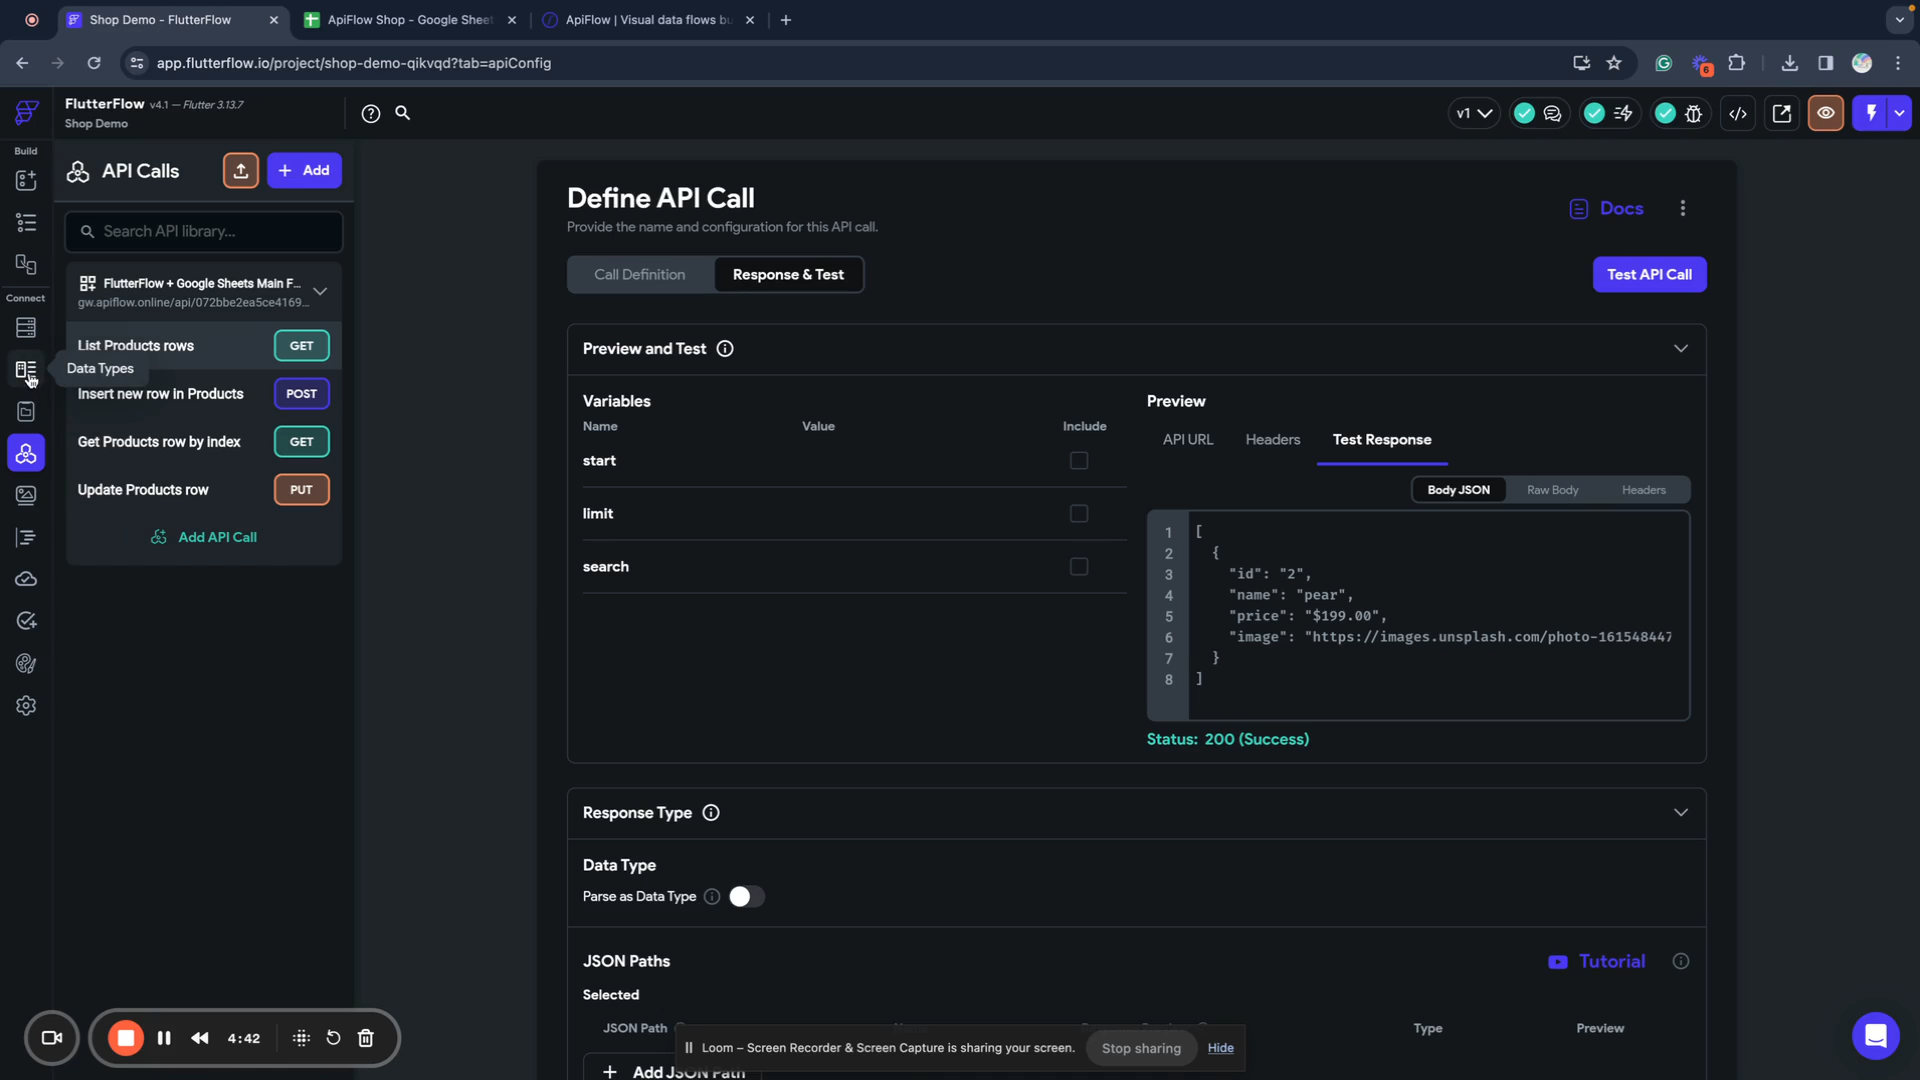 Shop Demo - FlutterFlow
ApiFlow Shop - Google Sheet
ApiFlow | Visual data flows bu
app.flutterflow.io/project/shop-demo-qikvqd?tab=apiConfig
6
FlutterFlow v4.1 — Flutter 3.13.7
Shop Demo
v1
Build
API Calls
+ Add
Search API library...
Connect
FlutterFlow + Google Sheets Main F...
gw.apiflow.online/api/072bbe2ea5ce4169...
List Products rows GET
Data Types
Insert new row in Products POST
Get Products row by index GET
Update Products row PUT
Add API Call
Define API Call
Provide the name and configuration for this API call.
Docs
Call Definition
Response & Test
Test API Call
Preview and Test
Variables
Name Value Include
start
limit
search
Preview
API URL Headers Test Response
Body JSON Raw Body Headers
1 [
2 {
3 "id": "2",
4 "name": "pear",
5 "price": "$199.00",
6 "image": "https://images.unsplash.com/photo-161548447
7 }
8 ]
Status: 200 (Success)
Response Type
Data Type
Parse as Data Type
JSON Paths
Tutorial
Selected
JSON Path Type Preview
+ Add JSON Path
4:42
Loom – Screen Recorder & Screen Capture is sharing your screen.
Stop sharing
Hide